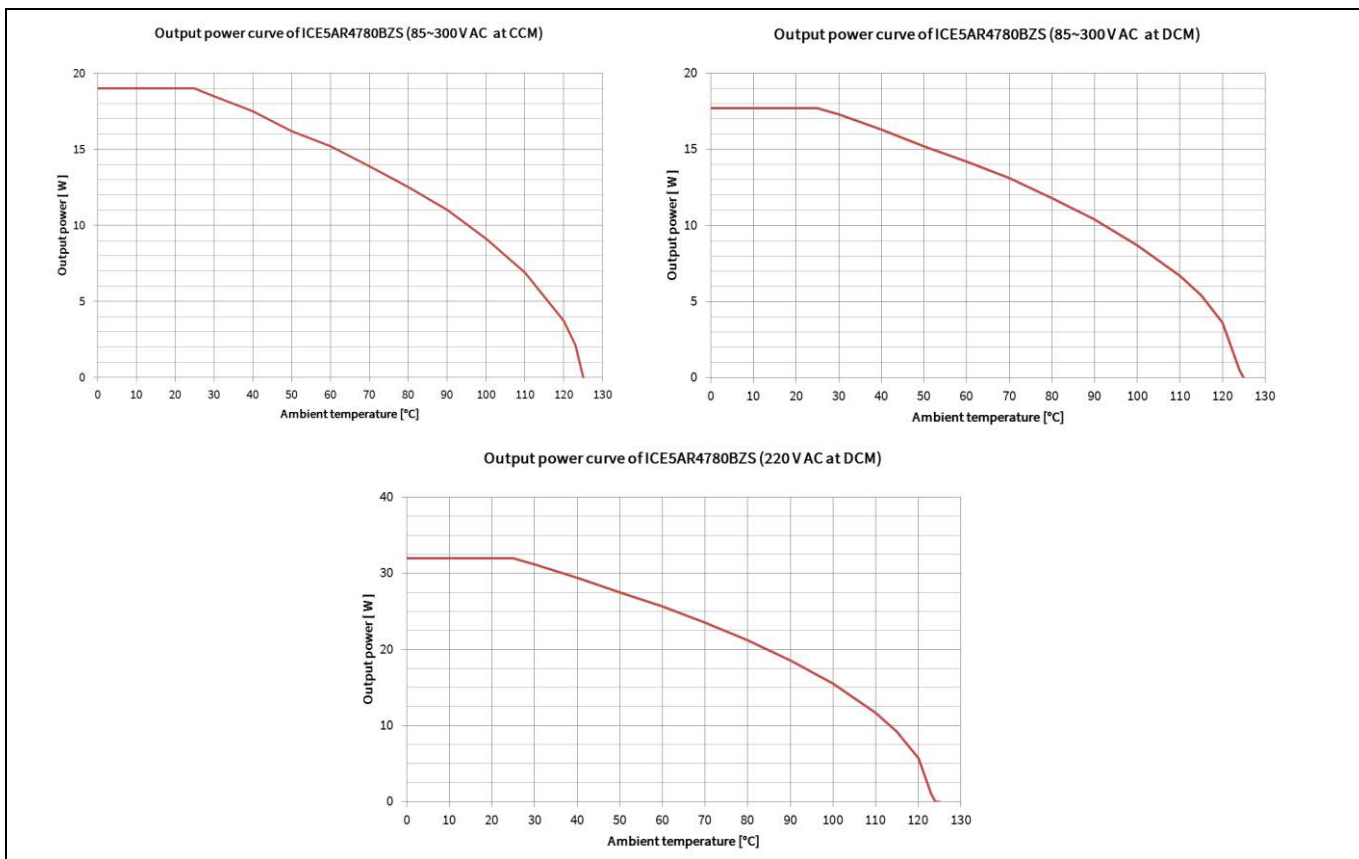 Output power curve of ICE5AR4780BZS (85~300 V AC at CCM)
20
15
10
5
0
Output power [ W ]
0 10 20 30 40 50 60 70 80 90 100 110 120 130
Ambient temperature [°C]
Output power curve of ICE5AR4780BZS (85~300 V AC at DCM)
20
15
10
5
0
Output power [ W ]
0 10 20 30 40 50 60 70 80 90 100 110 120 130
Ambient temperature [°C]
Output power curve of ICE5AR4780BZS (220 V AC at DCM)
40
30
20
10
0
Output power [ W ]
0 10 20 30 40 50 60 70 80 90 100 110 120 130
Ambient temperature [°C]